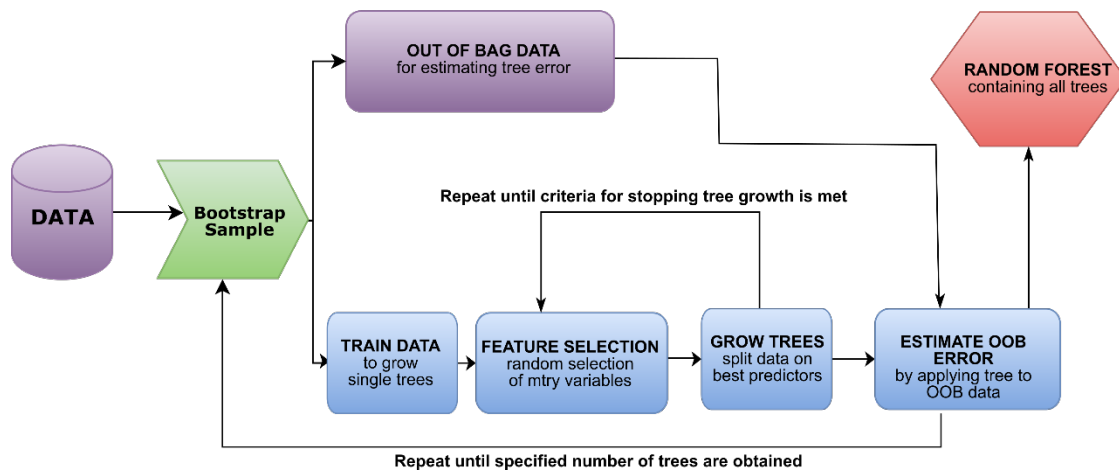 OUT OF BAG DATA
for estimating tree error
RANDOM FOREST
containing all trees
DATA
Bootstrap
Sample
Repeat until criteria for stopping tree growth is met
TRAIN DATA
to grow
single trees
FEATURE SELECTION
random selection
of mtry variables
GROW TREES
split data on
best predictors
ESTIMATE OOB
ERROR
by applying tree to
OOB data
Repeat until specified number of trees are obtained